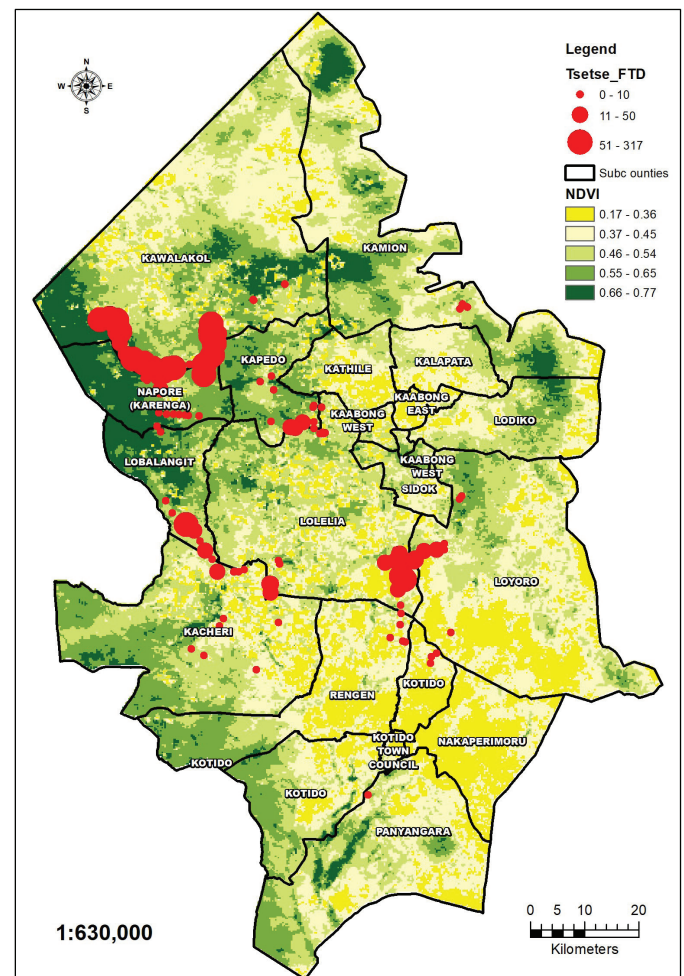 N
W E
S
Legend
Tsetse_FTD
0 - 10
11 - 50
51 - 317
Subc ounties
NDVI
0.17 - 0.36
0.37 - 0.45
0.46 - 0.54
0.55 - 0.65
0.66 - 0.77
KAMION
KAWALAKOL
KAPEDO
KATHILE
KALAPATA
NAPORE
(KARENGA)
KAABONG
EAST
KAABONG
WEST
LODIKO
LOBALANGIT
KAABONG
WEST
SIDOK
LOLELIA
LOYORO
KACHERI
RENGEN
KOTIDO
KOTIDO
TOWN
COUNCIL
NAKAPERIMORU
KOTIDO
KOTIDO
PANYANGARA
1:630,000
0 5 10 20
Kilometers